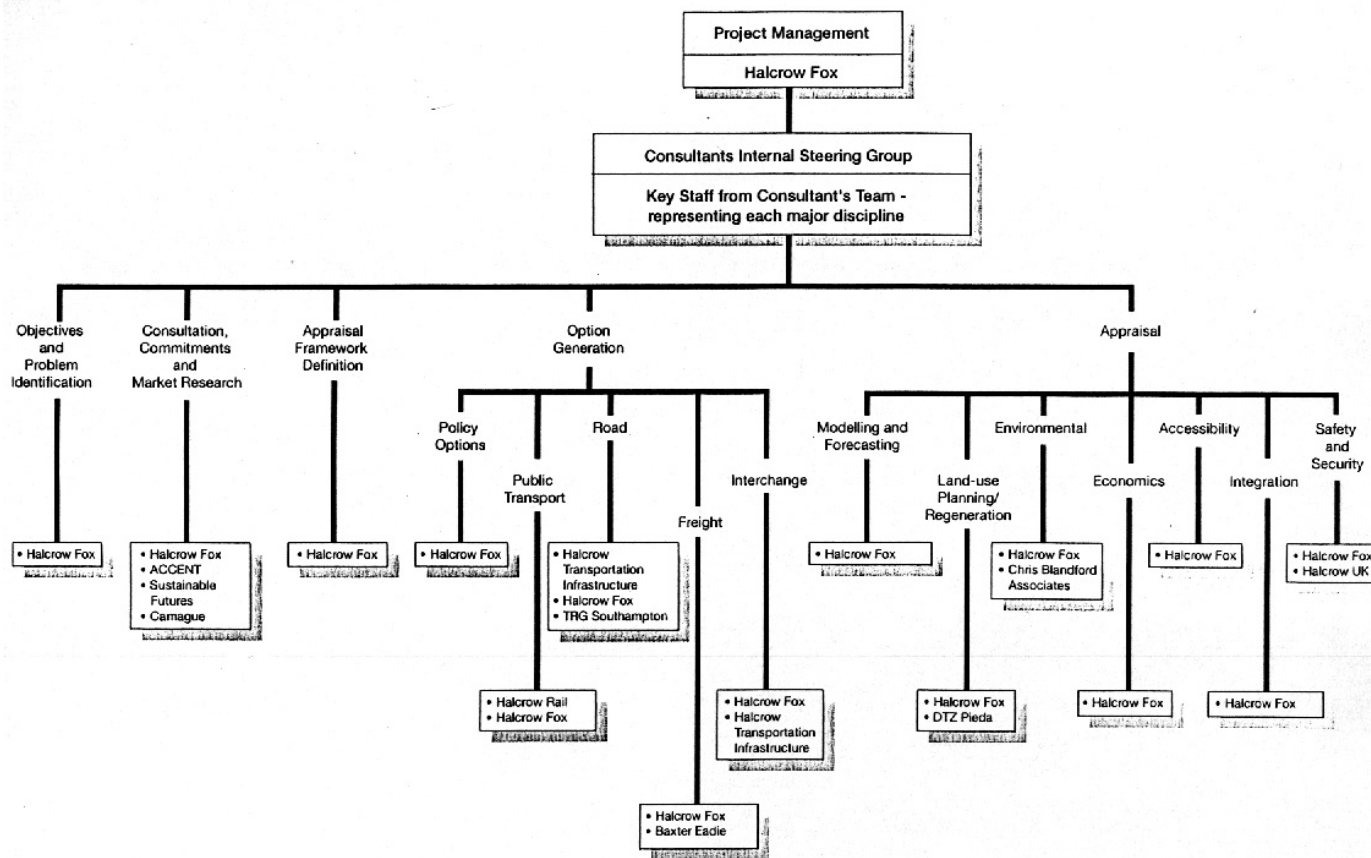 Project Management
Halcrow Fox
Consultants Internal Steering Group
Key Staff from Consultant's Team -
representing each major discipline
Objectives
and
Problem
Identification
Consultation,
Commitments
and
Market Research
Appraisal
Framework
Definition
Option
Generation
Appraisal
Policy
Options
Public
Transport
Road
Freight
Interchange
Modelling and
Forecasting
Land-use
Planning/
Regeneration
Environmental
Economics
Accessibility
Integration
Safety
and
Security
• Halcrow Fox
• Halcrow Fox
• ACCENT
• Sustainable
Futures
• Camague
• Halcrow Fox
• Halcrow Fox
• Halcrow
Transportation
Infrastructure
• Halcrow Fox
• TRG Southampton
• Halcrow Fox
• Halcrow Fox
• Chris Blandford
Associates
• Halcrow Fox
• Halcrow Fox
• Halcrow UK
• Halcrow Rail
• Halcrow Fox
• Halcrow Fox
• Halcrow
Transportation
Infrastructure
• Halcrow Fox
• DTZ Pieda
• Halcrow Fox
• Halcrow Fox
• Halcrow Fox
• Baxter Eadie